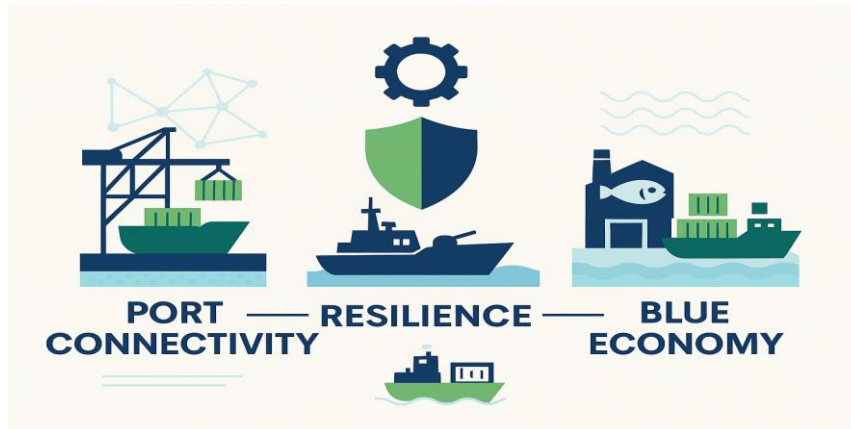 PORT
CONNECTIVITY
RESILIENCE
BLUE
ECONOMY